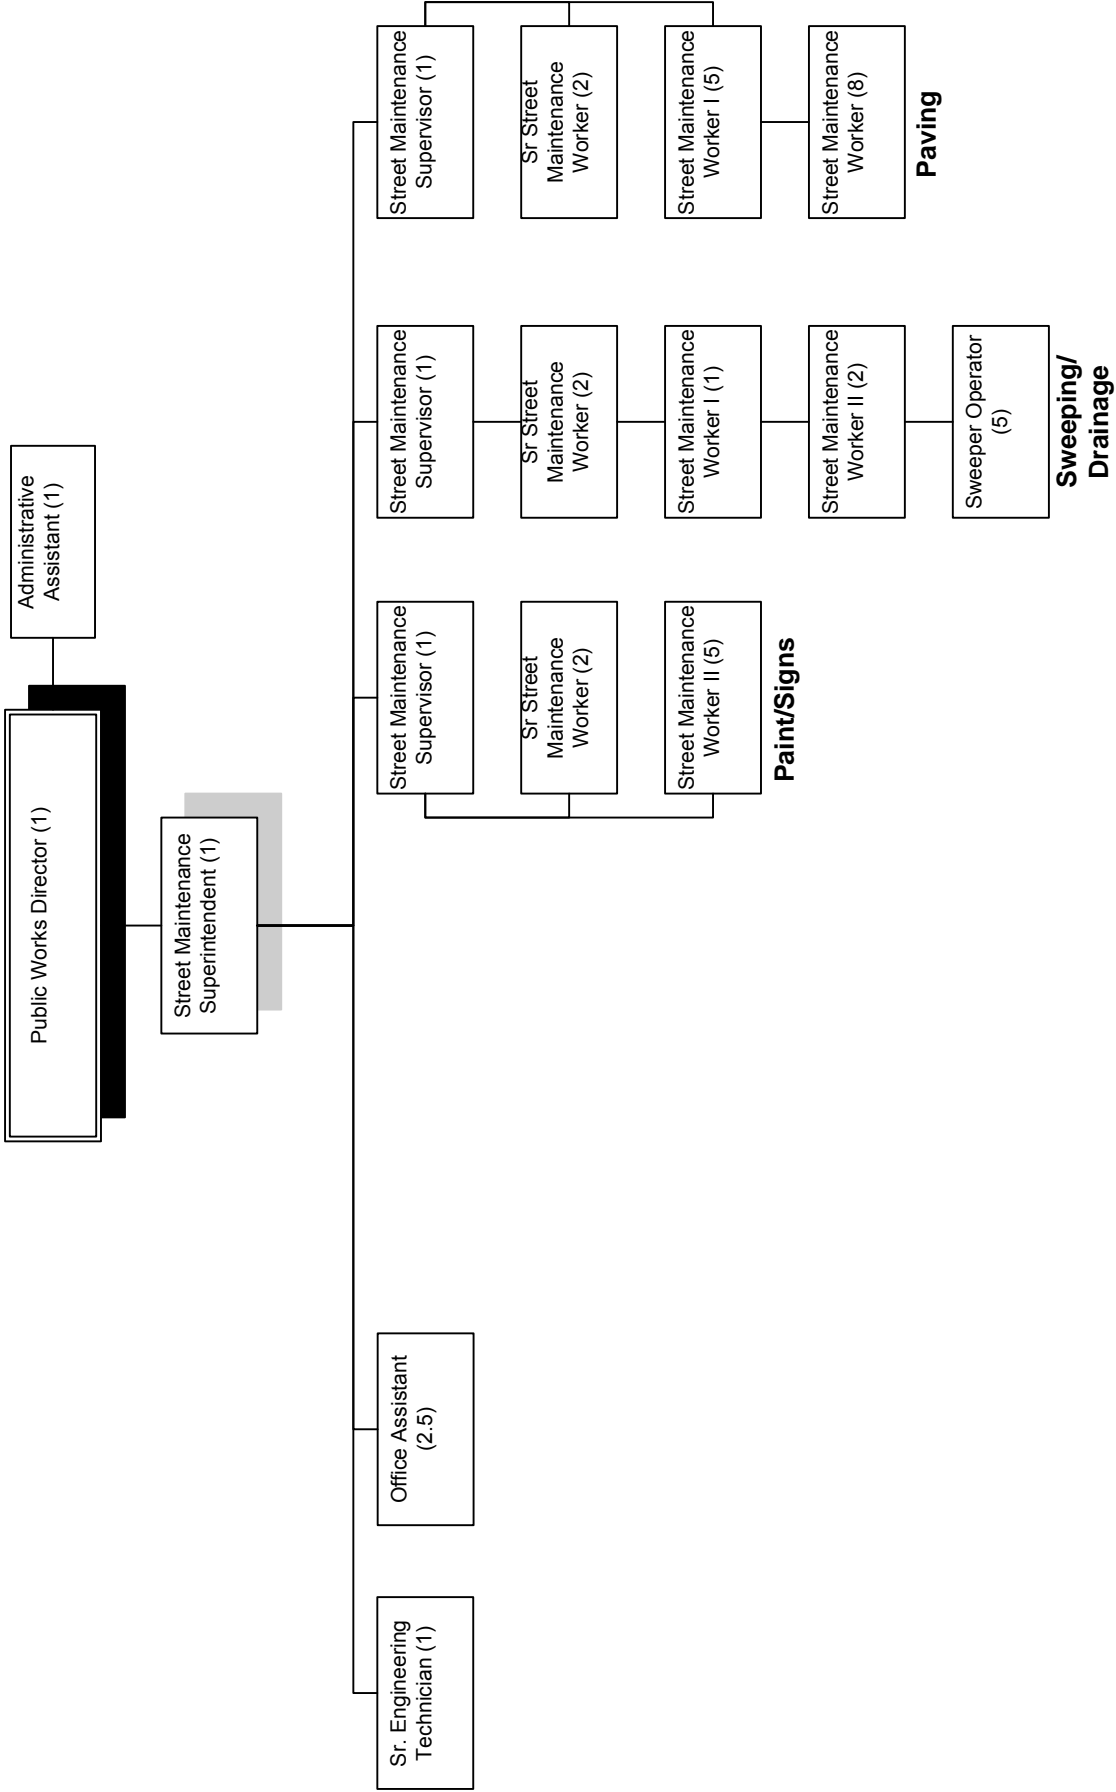 Public Works Director (1)
Administrative
Assistant (1)
Street Maintenance
Superintendent (1)
Sr. Engineering
Technician (1)
Office Assistant
(2.5)
Street Maintenance
Supervisor (1)
Sr Street
Maintenance
Worker (2)
Street Maintenance
Worker II (5)
Paint/Signs
Street Maintenance
Supervisor (1)
Sr Street
Maintenance
Worker (2)
Street Maintenance
Worker I (1)
Street Maintenance
Worker II (2)
Sweeper Operator
(5)
Sweeping/
Drainage
Street Maintenance
Supervisor (1)
Sr Street
Maintenance
Worker (2)
Street Maintenance
Worker I (5)
Street Maintenance
Worker (8)
Paving